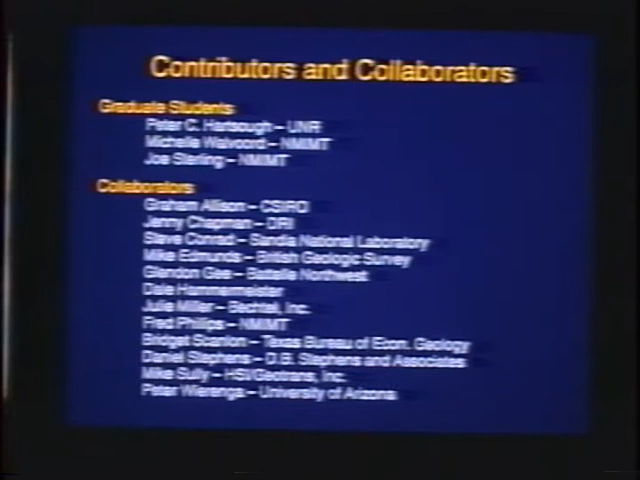 Contributors and Collaborators
Graduate Students
Peter C. Hartsough – UNR
Michelle Walvoord – NMIMT
Joe Sterling – NMIMT
Collaborators
Graham Allison – CSIRO
Jenny Chapman – DRI
Steve Conrad – Sandia National Laboratory
Mike Edmunds – British Geologic Survey
Glendon Gee – Battelle Northwest
Dale Hammermeister
Julie Miller – Bechtel, Inc.
Fred Phillips – NMIMT
Bridget Scanlon – Texas Bureau of Econ. Geology
Daniel Stephens – D.B. Stephens and Associates
Mike Sully – HSI/Geotrans, Inc.
Peter Wierenga – University of Arizona